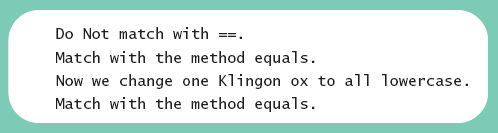 Do Not match with ==.
Match with the method equals.
Now we change one Klingon ox to all lowercase.
Match with the method equals.